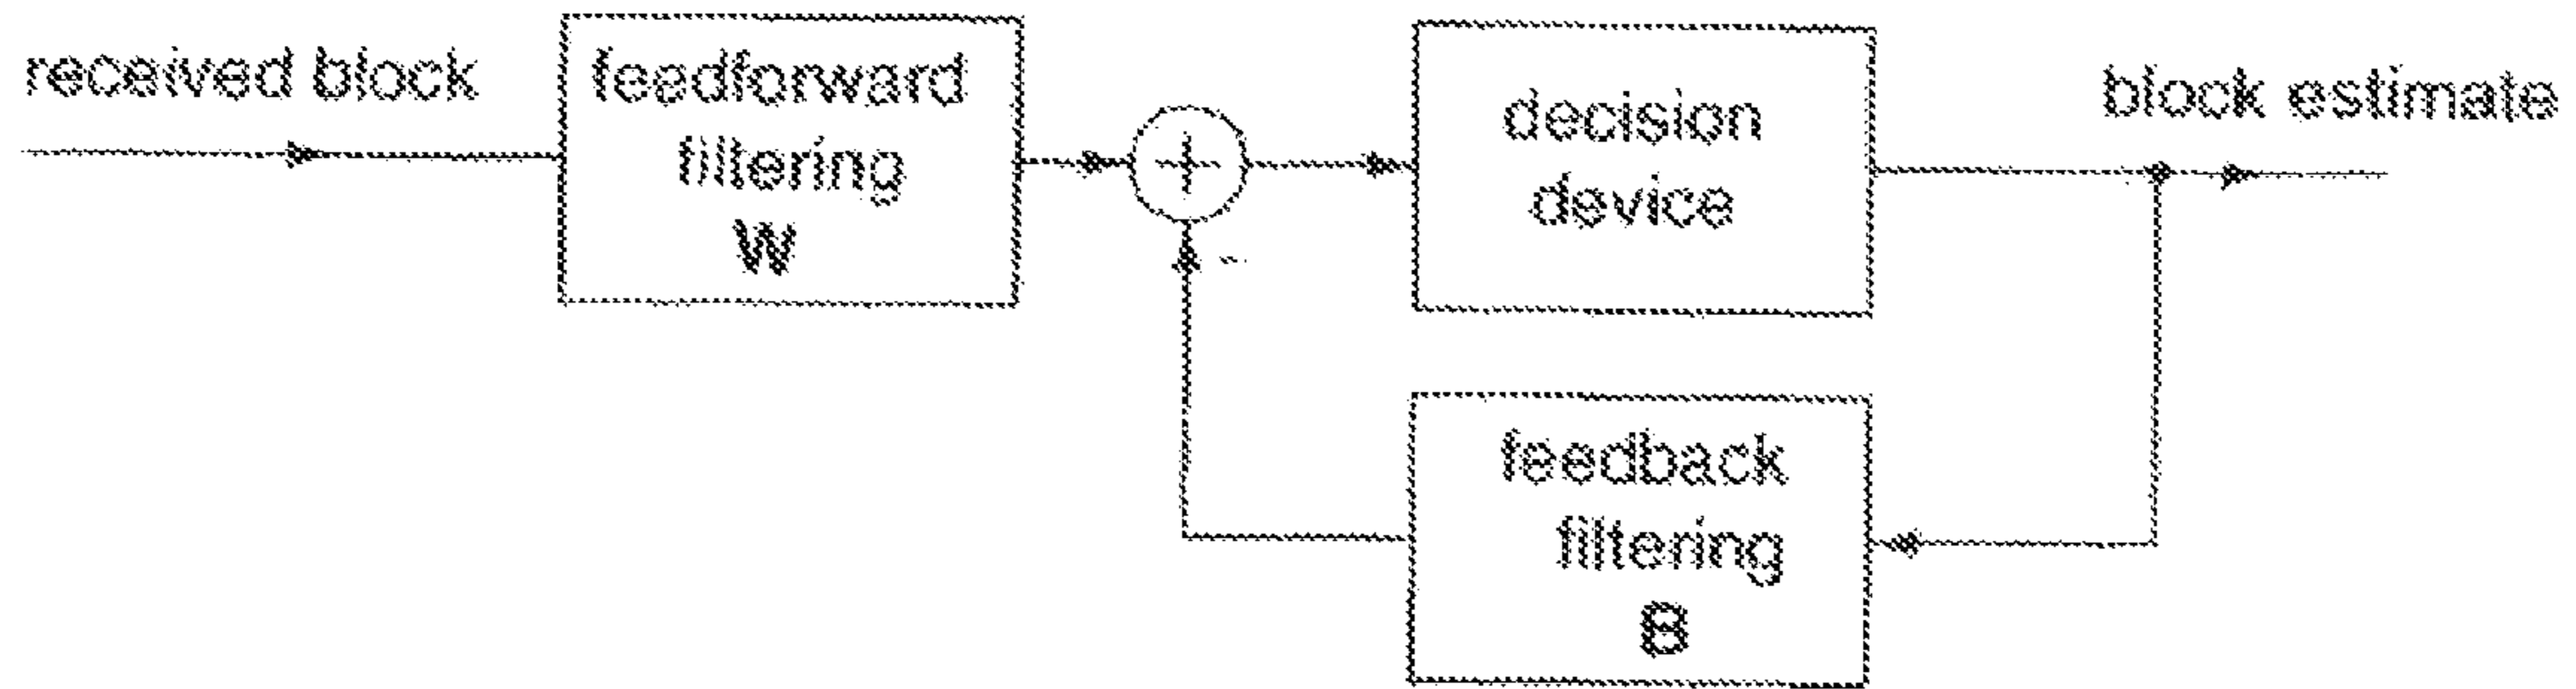 received block
feedforward
filtering
W
+
decision
device
block estimate
-
feedback
filtering
B